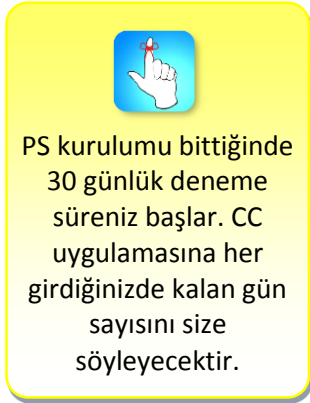 PS kurulumu bittiğinde
30 günlük deneme
süreniz başlar. CC
uygulamasına her
girdiğinizde kalan gün
sayısını size
söyleyecektir.